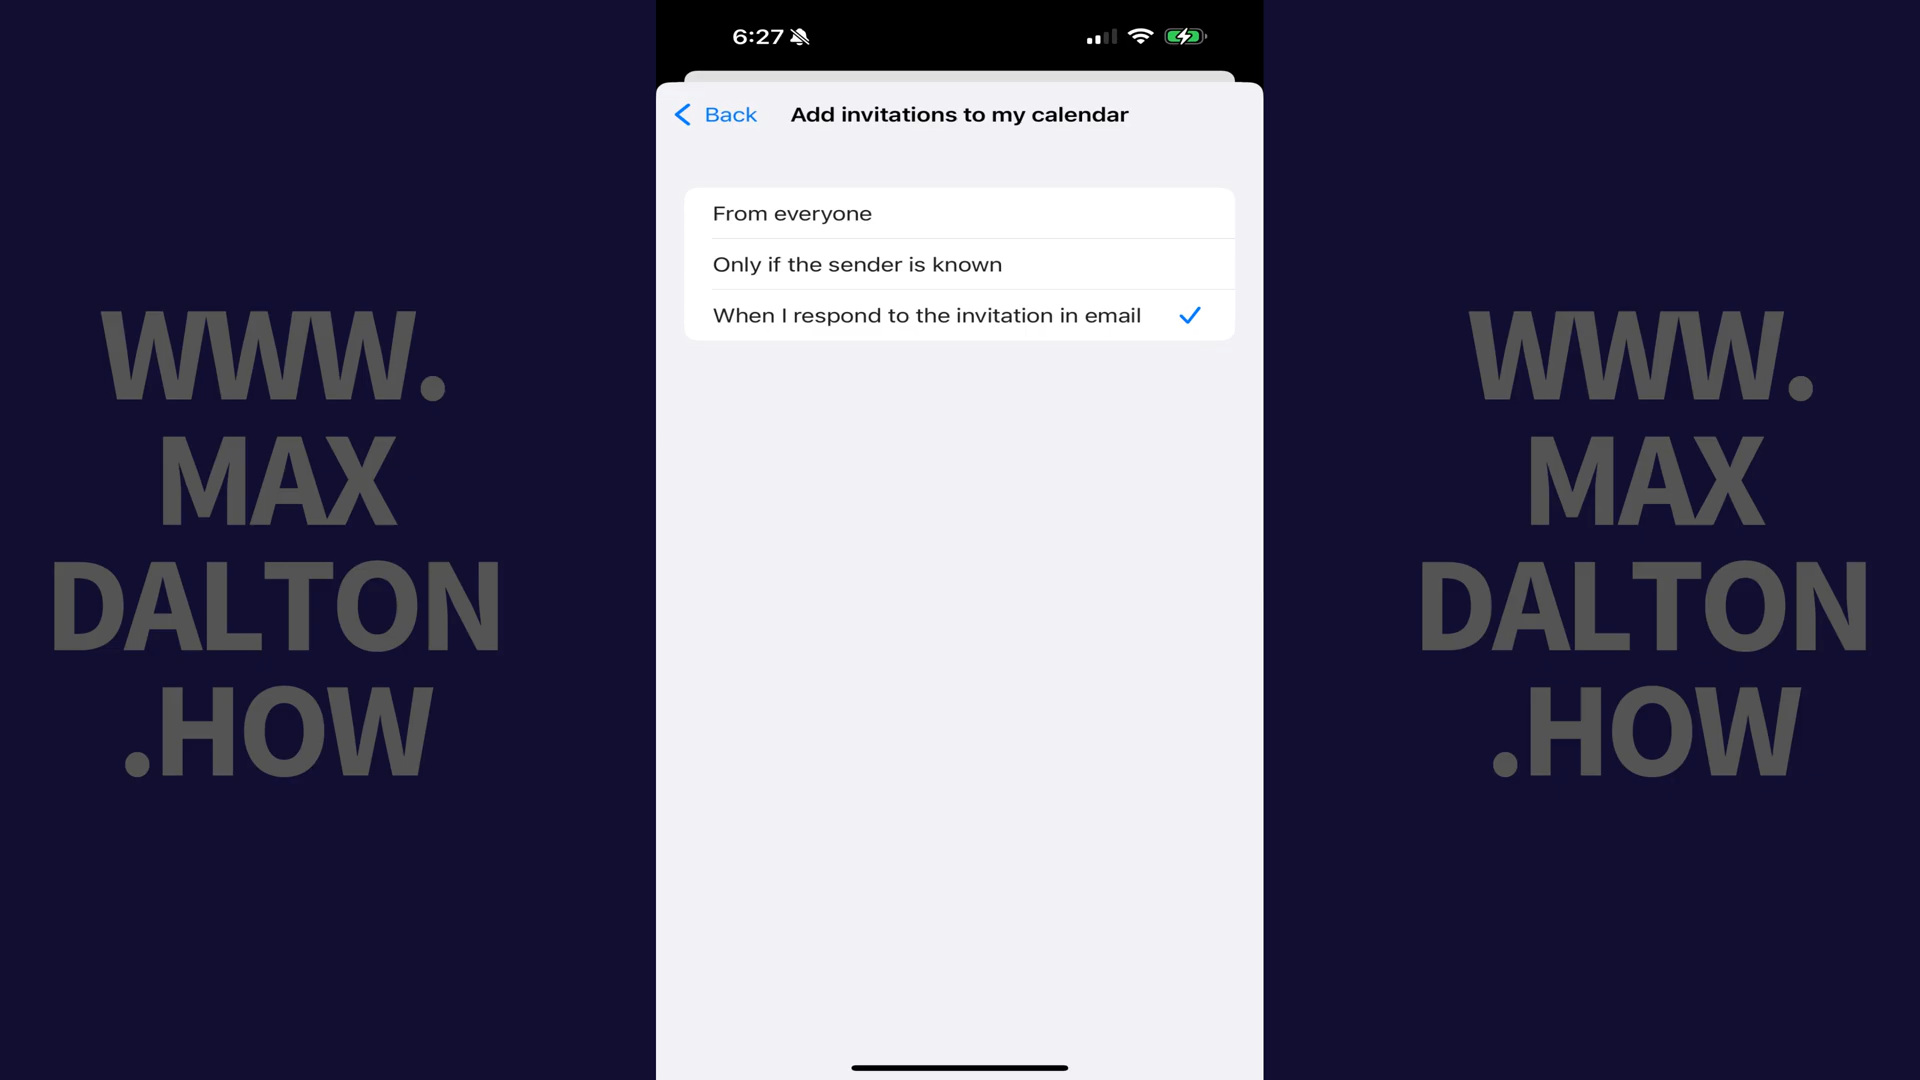 6:27
Back
Add invitations to my calendar
From everyone
Only if the sender is known
When I respond to the invitation in email
WWW.
MAX
DALTON
.HOW
WWW.
MAX
DALTON
.HOW